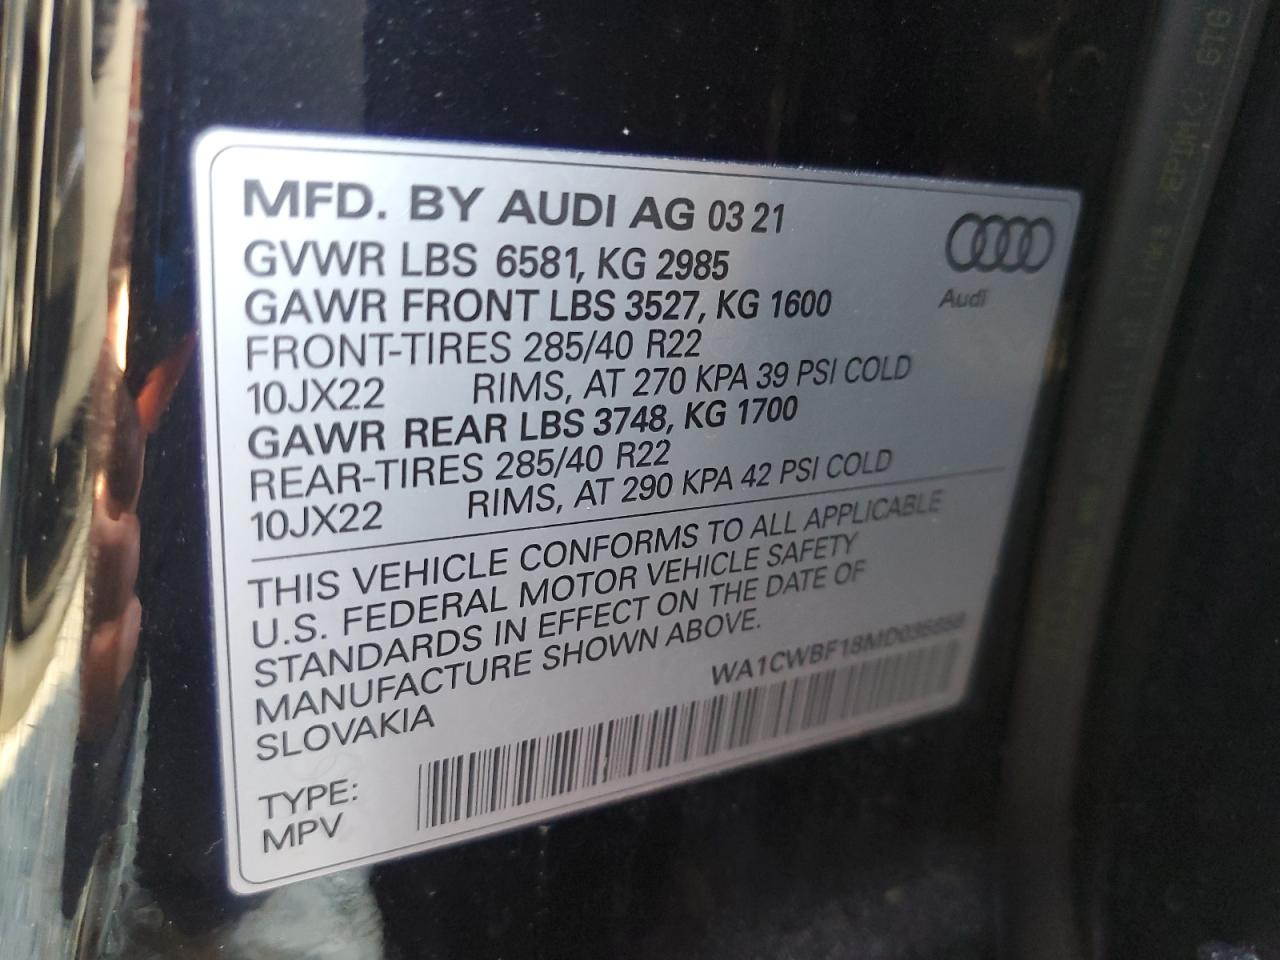 MFD. BY AUDI AG 03 21
GVWR LBS 6581, KG 2985
GAWR FRONT LBS 3527, KG 1600
FRONT-TIRES 285/40 R22
10JX22 RIMS, AT 270 KPA 39 PSI COLD
GAWR REAR LBS 3748, KG 1700
REAR-TIRES 285/40 R22
10JX22 RIMS, AT 290 KPA 42 PSI COLD
Audi
THIS VEHICLE CONFORMS TO ALL APPLICABLE
U.S. FEDERAL MOTOR VEHICLE SAFETY
STANDARDS IN EFFECT ON THE DATE OF
MANUFACTURE SHOWN ABOVE.
SLOVAKIA
TYPE:
MPV